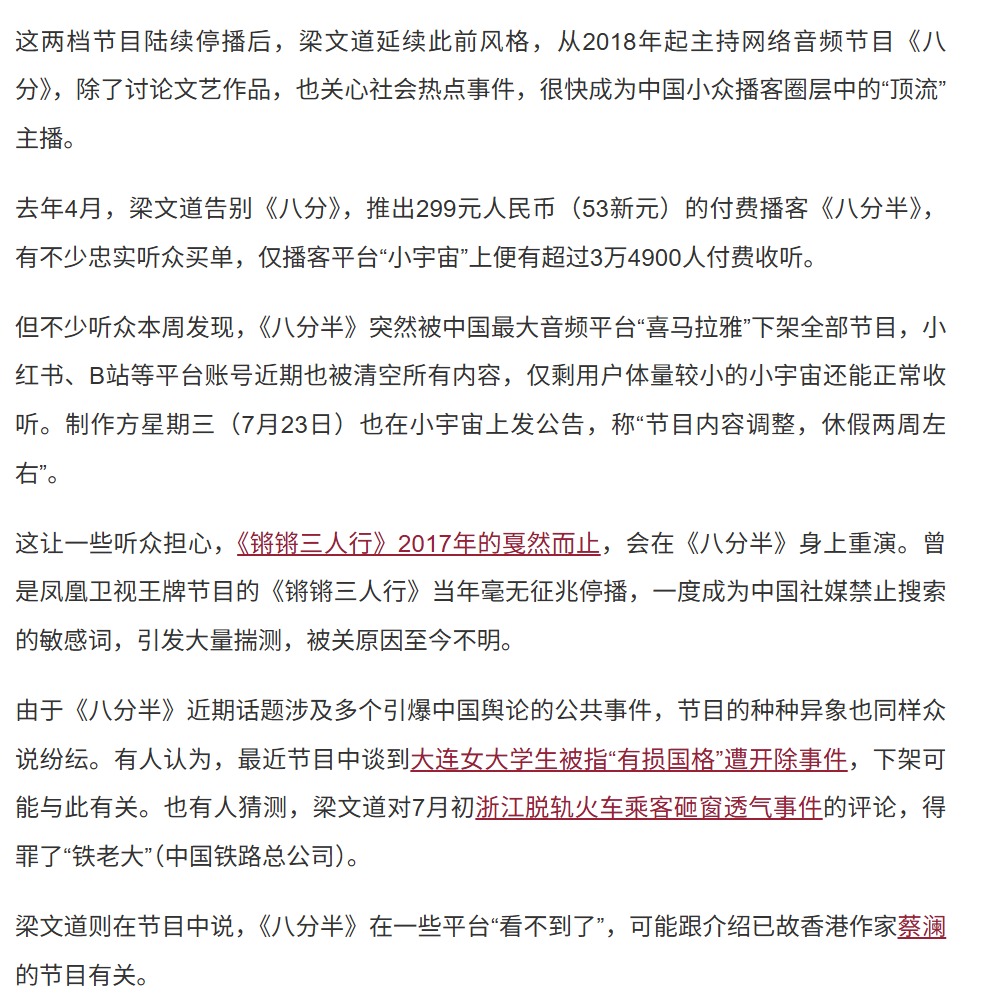 这两档节目陆续停播后，梁文道延续此前风格，从2018年起主持网络音频节目《八
分》，除了讨论文艺作品，也关心社会热点事件，很快成为中国小众播客圈层中的“顶流”
主播。
去年4月，梁文道告别《八分》，推出299元人民币（53新元）的付费播客《八分半》，
有不少忠实听众买单，仅播客平台“小宇宙”上便有超过3万4900人付费收听。
但不少听众本周发现，《八分半》突然被中国最大音频平台“喜马拉雅”下架全部节目，小
红书、B站等平台账号近期也被清空所有内容，仅剩用户体量较小的小宇宙还能正常收
听。制作方星期三（7月23日）也在小宇宙上发公告，称“节目内容调整，休假两周左
右”。
这让一些听众担心，《锵锵三人行》2017年的戛然而止，会在《八分半》身上重演。曾
是凤凰卫视王牌节目的《锵锵三人行》当年毫无征兆停播，一度成为中国社媒禁止搜索
的敏感词，引发大量揣测，被关原因至今不明。
由于《八分半》近期话题涉及多个引爆中国舆论的公共事件，节目的种种异象也同样众
说纷纭。有人认为，最近节目中谈到大连女大学生被指“有损国格”遭开除事件，下架可
能与此有关。也有人猜测，梁文道对7月初浙江脱轨火车乘客砸窗透气事件的评论，得
罪了“铁老大”（中国铁路总公司）。
梁文道则在节目中说，《八分半》在一些平台“看不到了”，可能跟介绍已故香港作家蔡澜
的节目有关。